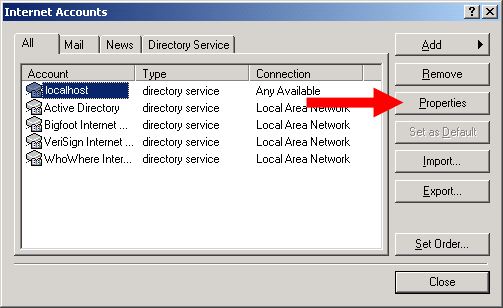 Internet Accounts
All Mail News Directory Service
Account Type Connection
localhost directory service Any Available
Active Directory directory service Local Area Network
Bigfoot Internet ... directory service Local Area Network
VeriSign Internet ... directory service Local Area Network
WhoWhere Inter... directory service Local Area Network
Add
Remove
Properties
Set as Default
Import...
Export...
Set Order...
Close